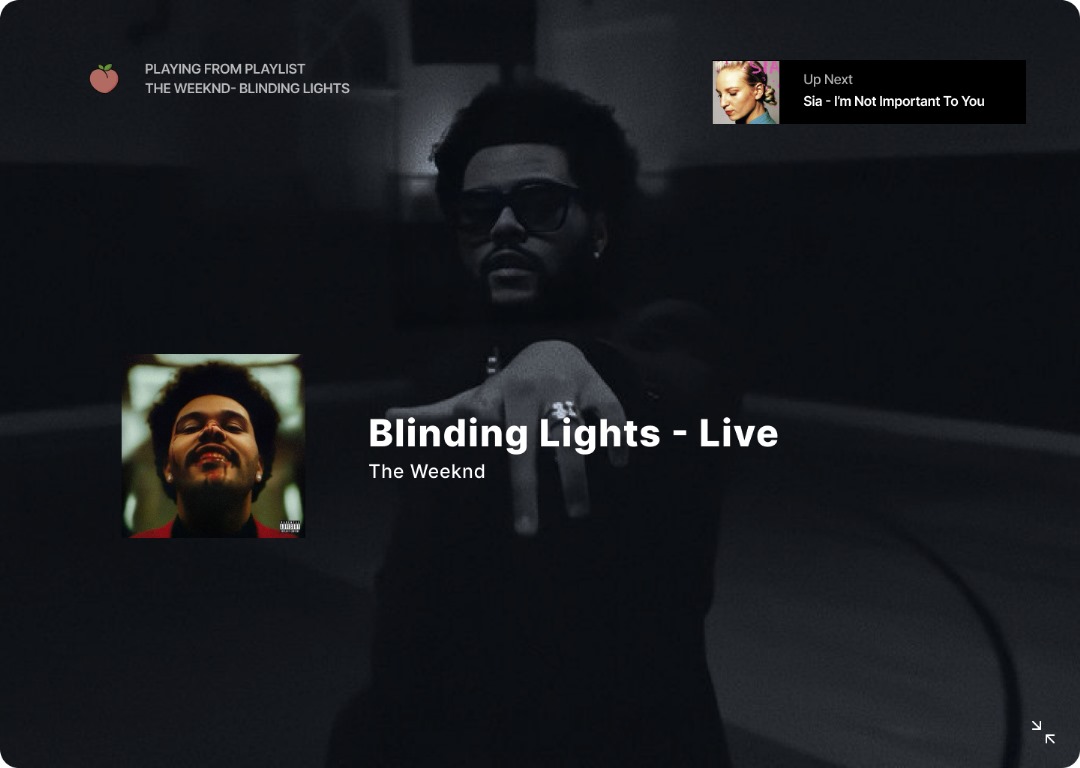 PLAYING FROM PLAYLIST
THE WEEKND- BLINDING LIGHTS
Up Next
Sia - I'm Not Important To You
Blinding Lights - Live
The Weeknd